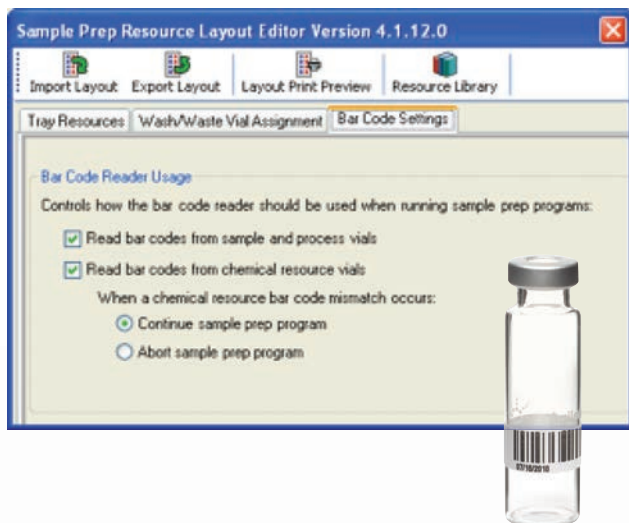 Sample Prep Resource Layout Editor Version 4.1.12.0
Import Layout Export Layout Layout Print Preview Resource Library
Tray Resources Wash/Waste Vial Assignment Bar Code Settings
Bar Code Reader Usage
Controls how the bar code reader should be used when running sample prep programs:
Read bar codes from sample and process vials
Read bar codes from chemical resource vials
When a chemical resource bar code mismatch occurs:
Continue sample prep program
Abort sample prep program
03/16/2010